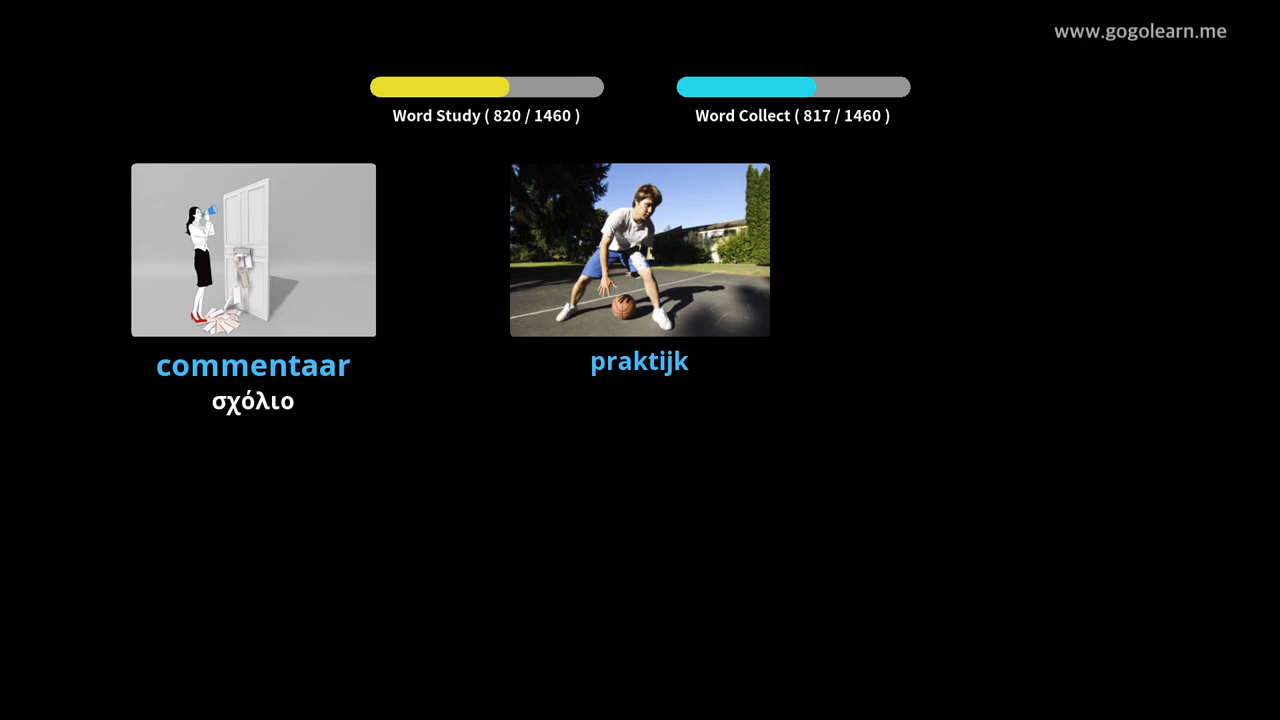 www.gogolearn.me
Word Study ( 820 / 1460 )
Word Collect ( 817 / 1460 )
commentaar
praktijk
σχόλιο